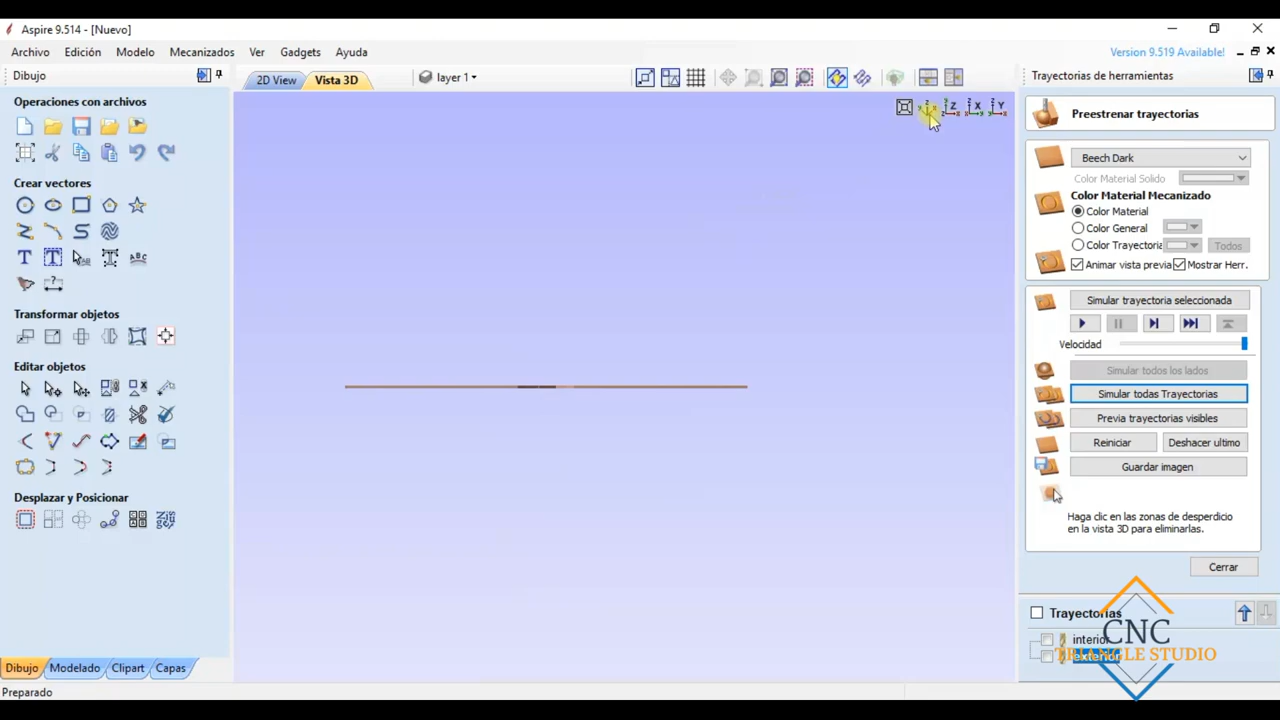 Aspire 9.514 - [Nuevo]
Archivo Edición Modelo Mecanizados Ver Gadgets Ayuda
Version 9.519 Available!
Dibujo
2D View Vista 3D layer 1
Trayectorias de herramientas
Operaciones con archivos
Crear vectores
Transformar objetos
Editar objetos
Desplazar y Posicionar
Dibujo Modelado Clipart Capas
Preparado
Z X Y
Preestrenar trayectorias
Beech Dark
Color Material Solido
Color Material Mecanizado
Color Material
Color General
Color Trayectoria Todos
Animar vista previa Mostrar Herr.
Simular trayectoria seleccionada
Velocidad
Simular todos los lados
Simular todas Trayectorias
Previa trayectorias visibles
Reiniciar Deshacer ultimo
Guardar imagen
Haga clic en las zonas de desperdicio
en la vista 3D para eliminarlas.
Cerrar
Trayectorias
interior
exterior
CNC
TRIANGLE STUDIO